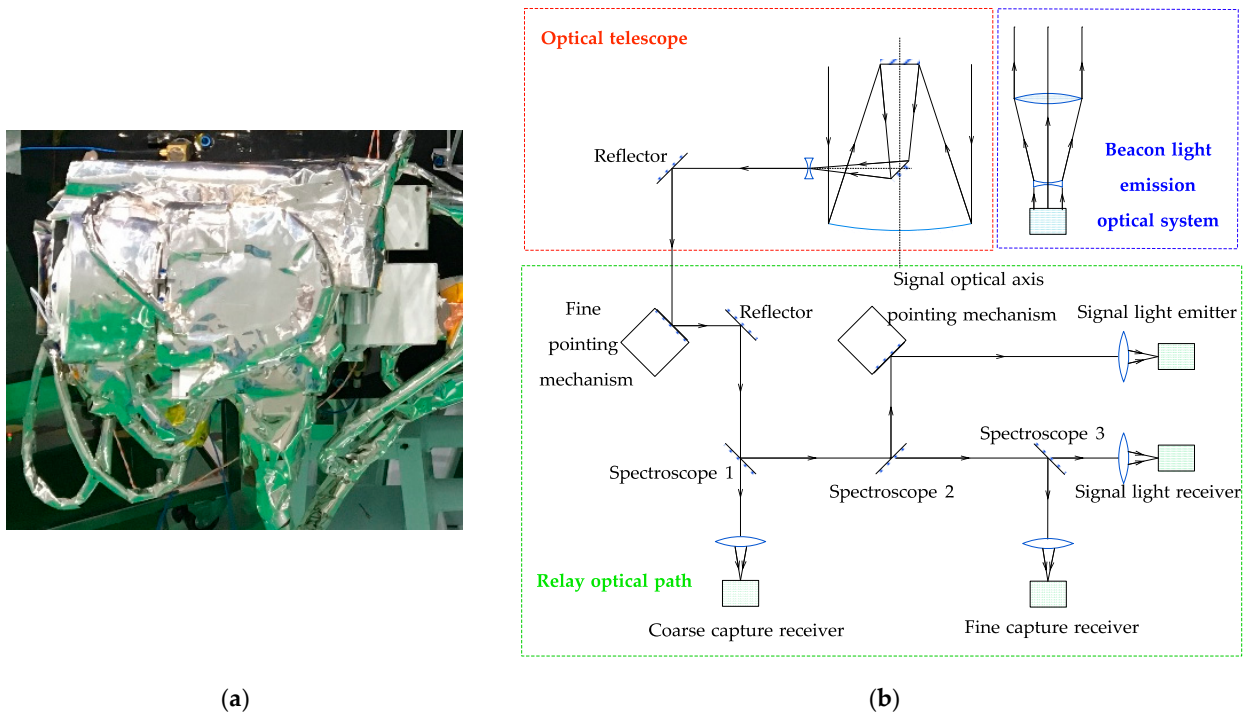 Optical telescope
Reflector
Beacon light
emission
optical system
Signal optical axis
pointing mechanism
Fine
pointing
mechanism
Reflector
Signal light emitter
Spectroscope 1
Spectroscope 2
Spectroscope 3
Signal light receiver
Relay optical path
Coarse capture receiver
Fine capture receiver
(a)
(b)